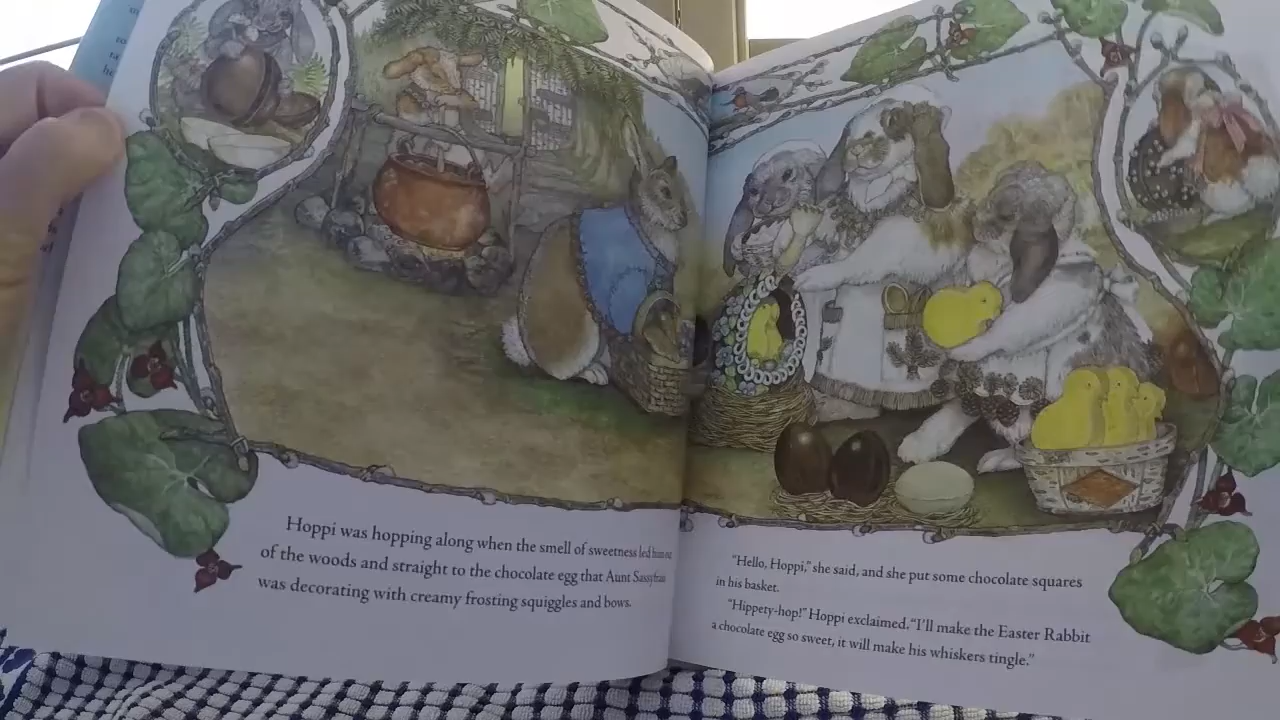 Hoppi was hopping along when the smell of sweetness led him out
of the woods and straight to the chocolate egg that Aunt Sassyfras
was decorating with creamy frosting squiggles and bows.
"Hello, Hoppi," she said, and she put some chocolate squares
in his basket.
"Hippety-hop!" Hoppi exclaimed. "I'll make the Easter Rabbit
a chocolate egg so sweet, it will make his whiskers tingle."